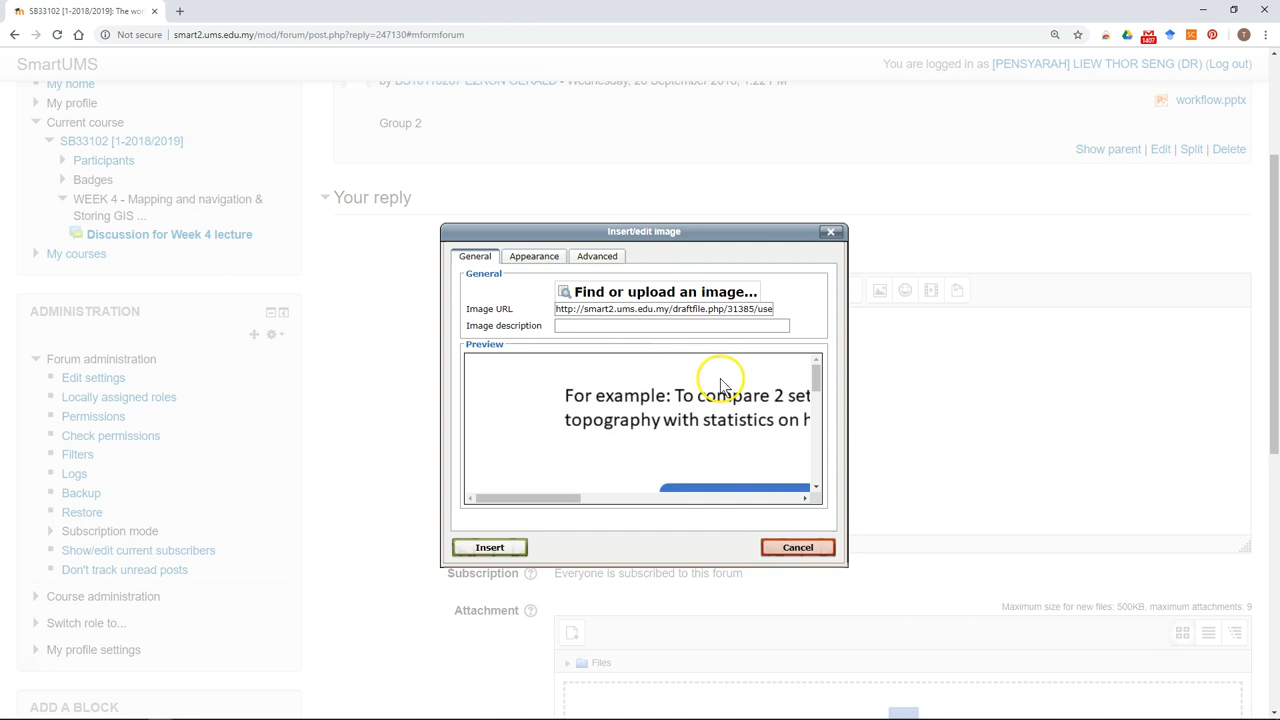 SB33102 [1-2018/2019]: The wor
Not secure | smart2.ums.edu.my/mod/forum/post.php?reply=247130#mformforum
1407
T
SmartUMS
You are logged in as [PENSYARAH] LIEW THOR SENG (DR) (Log out)
My home
My profile
Current course
SB33102 [1-2018/2019]
Participants
Badges
WEEK 4 - Mapping and navigation &
Storing GIS ...
Discussion for Week 4 lecture
My courses
workflow.pptx
Group 2
Show parent | Edit | Split | Delete
Your reply
Insert/edit image
General
Appearance
Advanced
General
Find or upload an image...
Image URL
http://smart2.ums.edu.my/draftfile.php/31385/use
Image description
Preview
For example: To compare 2 set
topography with statistics on h
Insert
Cancel
ADMINISTRATION
Forum administration
Edit settings
Locally assigned roles
Permissions
Check permissions
Filters
Logs
Backup
Restore
Subscription mode
Show/edit current subscribers
Don't track unread posts
Course administration
Switch role to...
My profile settings
ADD A BLOCK
Subscription
Everyone is subscribed to this forum
Attachment
Maximum size for new files: 500KB, maximum attachments: 9
Files